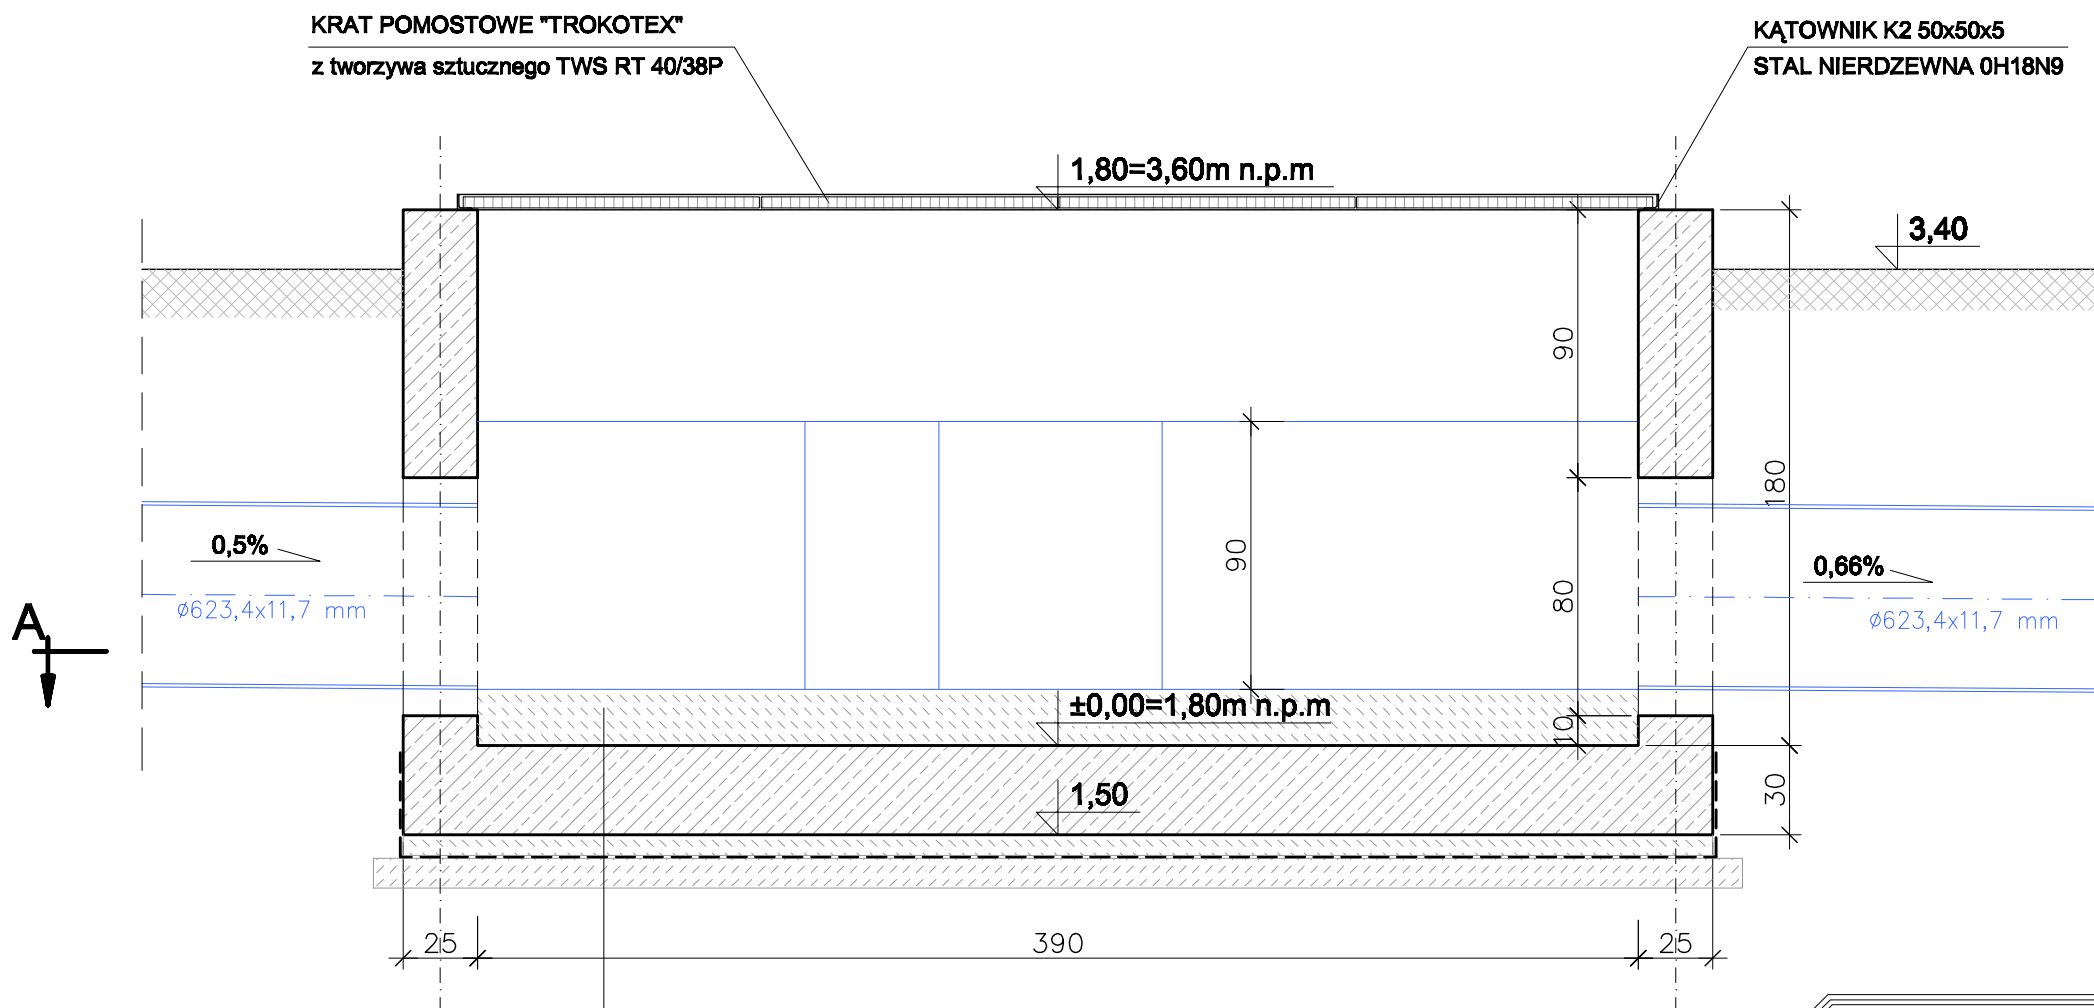 KRAT POMOSTOWE "TROKOTEX"
z tworzywa sztucznego TWS RT 40/38P
KĄTOWNIK K2 50x50x5
STAL NIERDZEWNA 0H18N9
1,80=3,60m n.p.m
3,40
90
180
0,5%
ø623,4x11,7 mm
90
80
0,66%
ø623,4x11,7 mm
A
±0,00=1,80m n.p.m
10
1,50
30
25
390
25